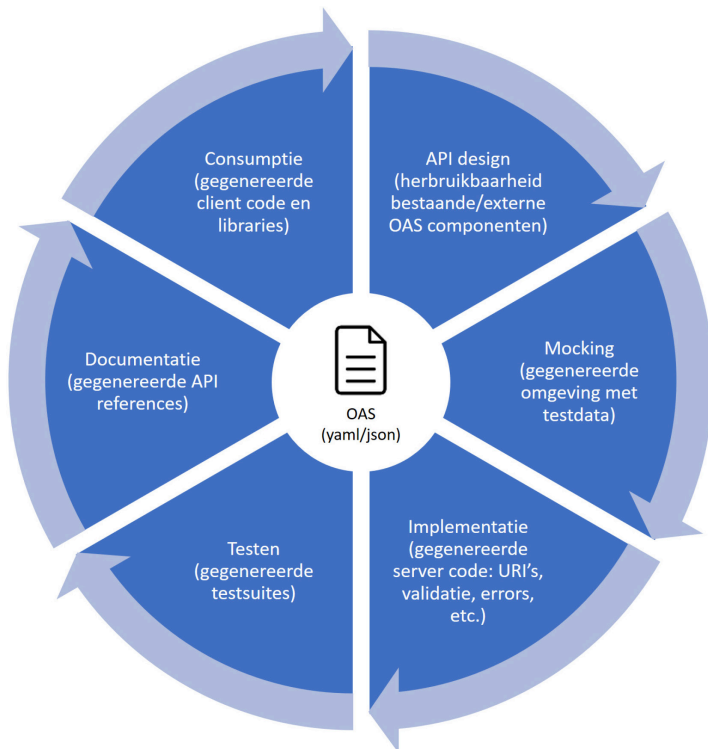 Consumptie
(gegenereerde
client code en
libraries)
API design
(herbruikbaarheid
bestaande/externe
OAS componenten)
Documentatie
(gegenereerde API
references)
OAS
(yaml/json)
Mocking
(gegenereerde
omgeving met
testdata)
Testen
(gegenereerde
testsuites)
Implementatie
(gegenereerde
server code: URI's,
validatie, errors,
etc.)